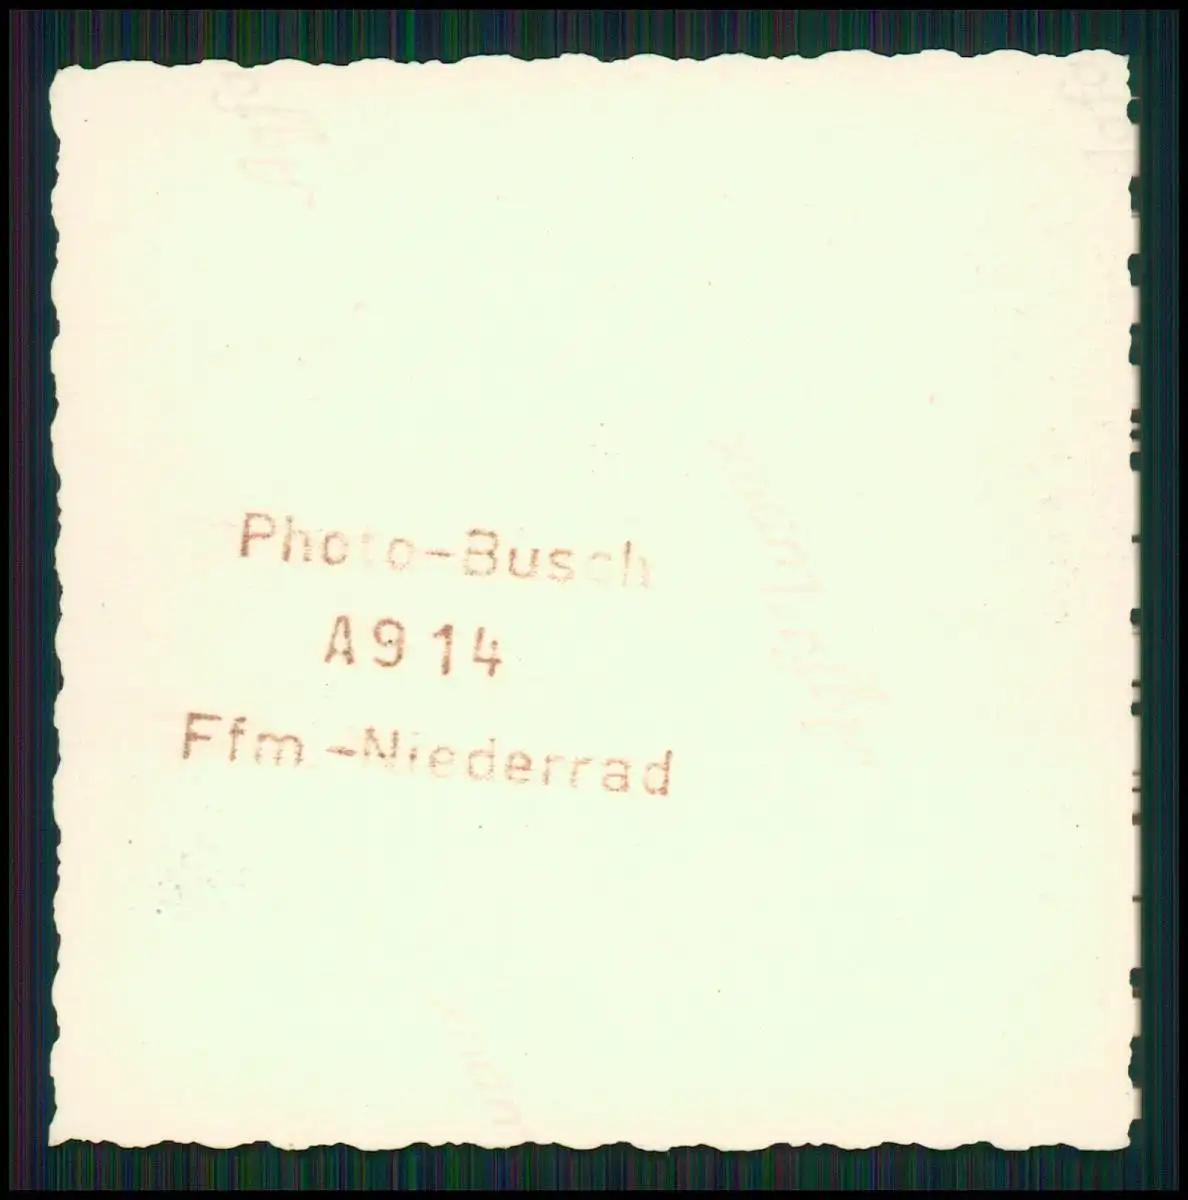 Photo-Busch
A914
Ffm-Niederrad